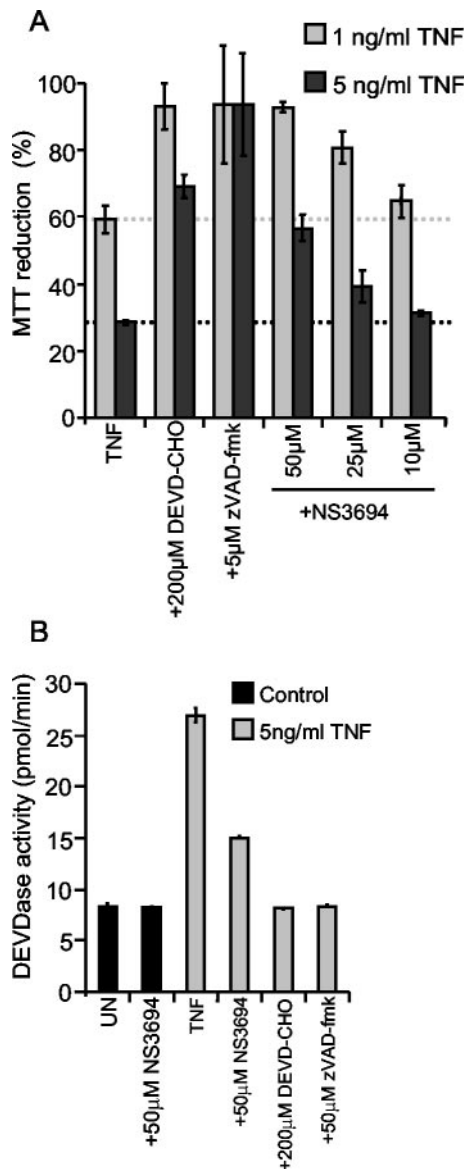 A
1 ng/ml TNF
5 ng/ml TNF
MTT reduction (%)
100
80
60
40
20
0
TNF
+200µM DEVD-CHO
+5µM zVAD-fmk
50µM
25µM
10µM
+NS3694
B
Control
5ng/ml TNF
DEVDase activity (pmol/min)
30
25
15
10
5
0
UN
+50µM NS3694
TNF
+50µM NS3694
+200µM DEVD-CHO
+50µM zVAD-fmk